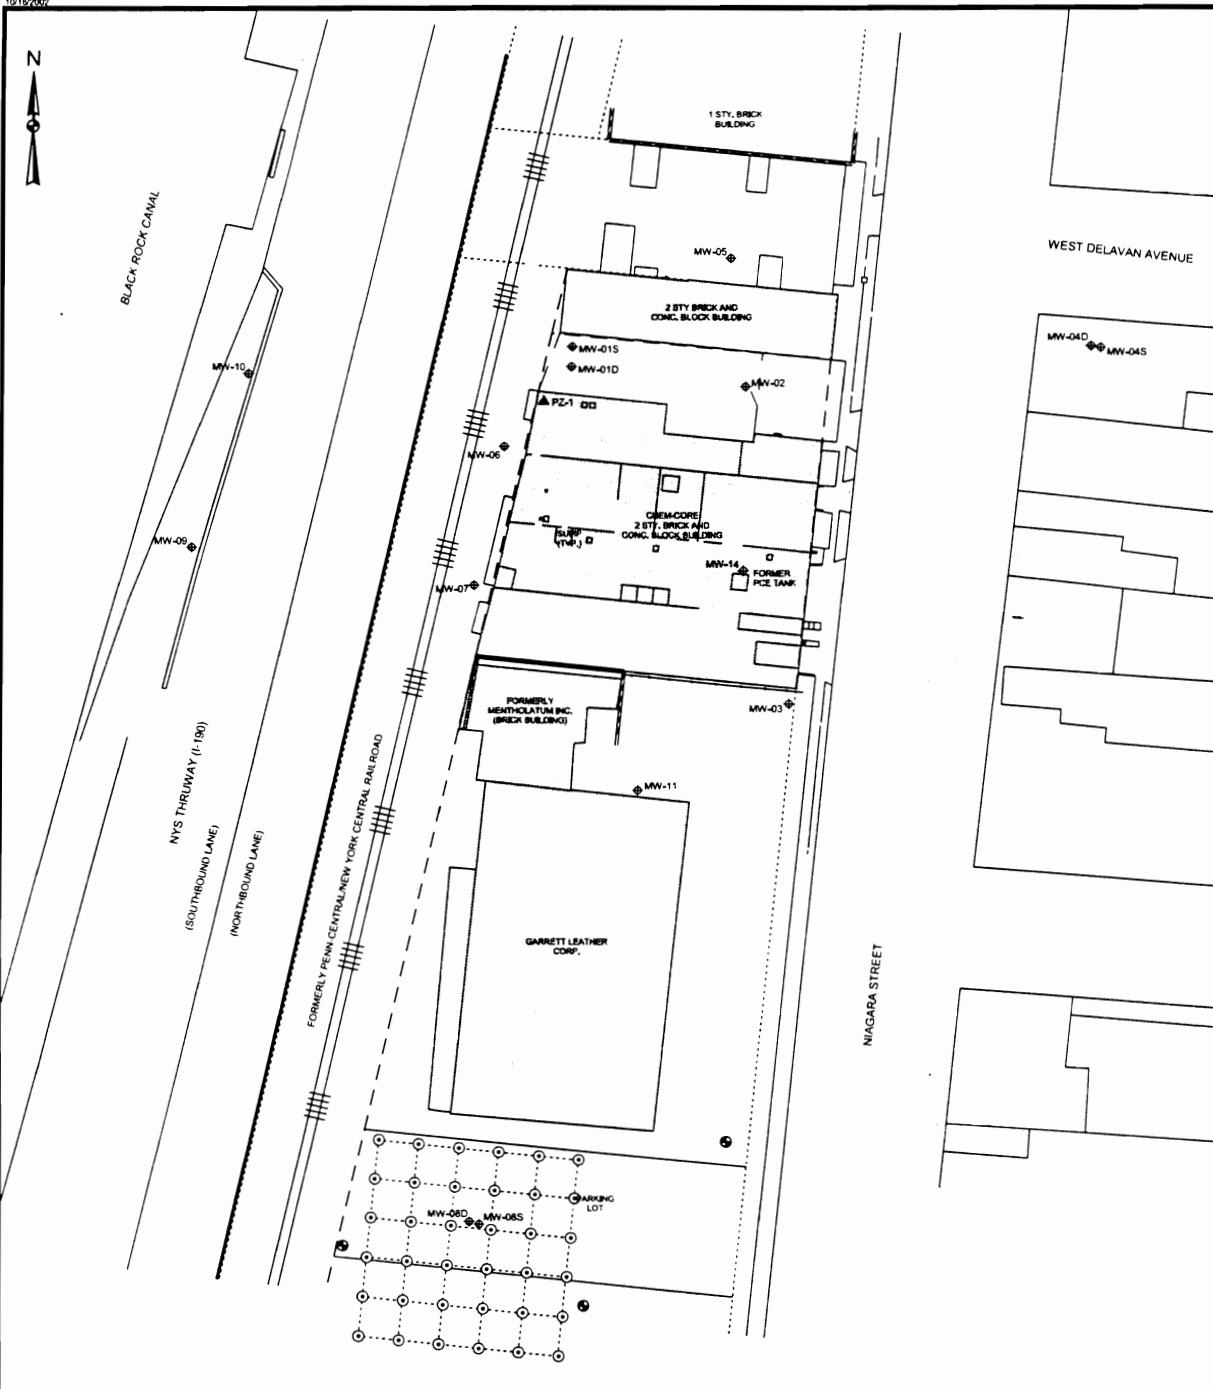 10/16/2002
N
1 STY. BRICK
BUILDING
BLACK ROCK CANAL
MW-05
WEST DELAVAN AVENUE
2 STY BRICK AND
CONC. BLOCK BUILDING
MW-04D
MW-04S
MW-01S
MW-01D
MW-10
MW-02
PZ-1
MW-06
CHEM-CORE
2 STY. BRICK AND
CONC. BLOCK BUILDING
SUMP
(TYP.)
MW-09
MW-14
FORMER
PCE TANK
MW-07
FORMERLY
MENTHOLATUM INC.
(BRICK BUILDING)
MW-03
MW-11
NYS THRUWAY (I-190)
(SOUTHBOUND LANE)
(NORTHBOUND LANE)
FORMERLY PENN-CENTRAL/NEW YORK CENTRAL RAILROAD
GARRETT LEATHER
CORP.
NIAGARA STREET
PARKING
LOT
MW-08D
MW-08S